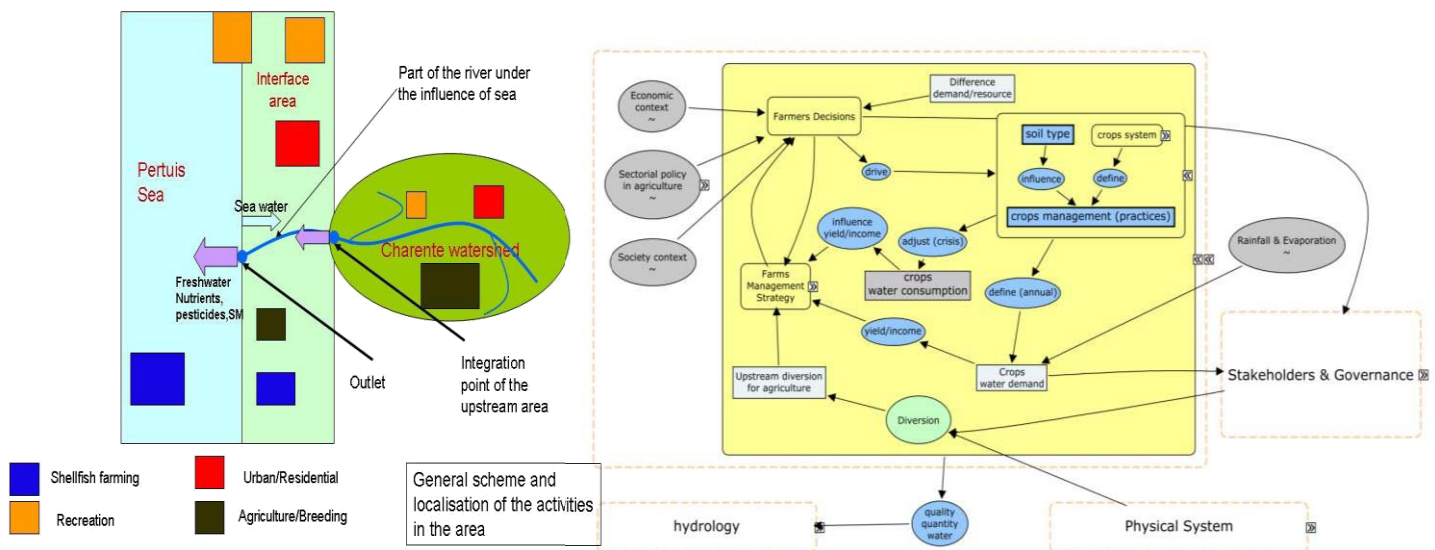 Interface
area
Part of the river under
the influence of sea
Pertuis
Sea
Sea water
Charente watershed
Freshwater
Nutrients,
pesticides,SM
Outlet
Integration
point of the
upstream area
Shellfish farming
Urban/Residential
Recreation
Agriculture/Breeding
General scheme and
localisation of the activities
in the area
Economic
context
~
Sectorial policy
in agriculture
~
Society context
~
Farmers Decisions
Difference
demand/resource
drive
soil type
crops system
influence
define
crops management (practices)
influence
yield/income
adjust (crisis)
crops
water consumption
Farms
Management
Strategy
define (annual)
Rainfall & Evaporation
~
yield/income
Upstream diversion
for agriculture
Crops
water demand
Diversion
Stakeholders & Governance
hydrology
quality
quantity
water
Physical System